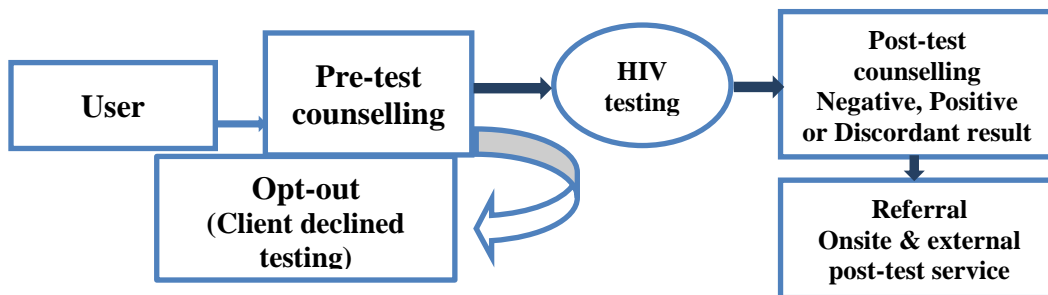 User
Pre-test
counselling
Opt-out
(Client declined
testing)
HIV
testing
Post-test
counselling
Negative, Positive
or Discordant result
Referral
Onsite & external
post-test service